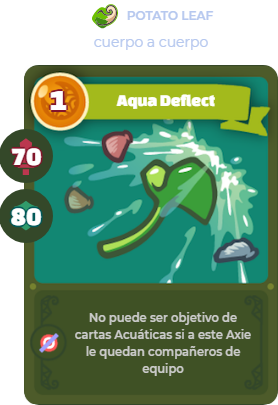 POTATO LEAF
cuerpo a cuerpo
1
Aqua Deflect
70
80
No puede ser objetivo de
cartas Acuáticas si a este Axie
le quedan compañeros de
equipo